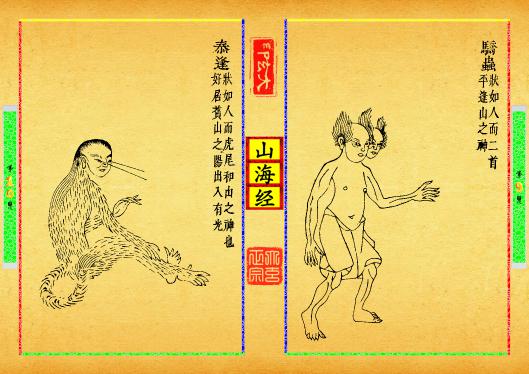 驕蟲
狀如人而二首
平逢山之神
山
海
经
泰逢
狀如人而虎尾和山之神也
好居萯山之陽出入有光